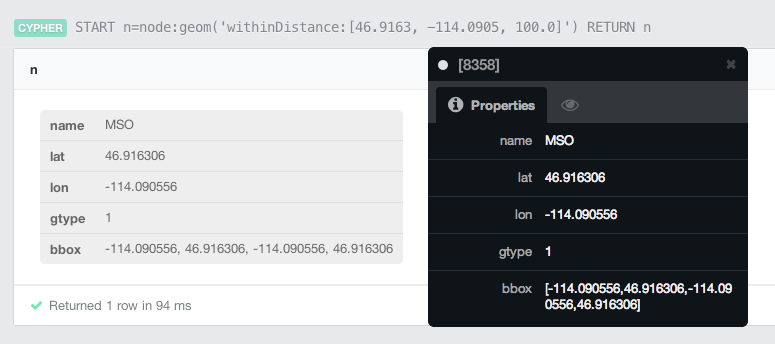 CYPHER START n=node:geom('withinDistance:[46.9163, -114.0905, 100.0]') RETURN n
n
name MSO
lat 46.916306
lon -114.090556
gtype 1
bbox -114.090556, 46.916306, -114.090556, 46.916306
Returned 1 row in 94 ms
[8358]
Properties
name MSO
lat 46.916306
lon -114.090556
gtype 1
bbox [-114.090556,46.916306,-114.09
0556,46.916306]